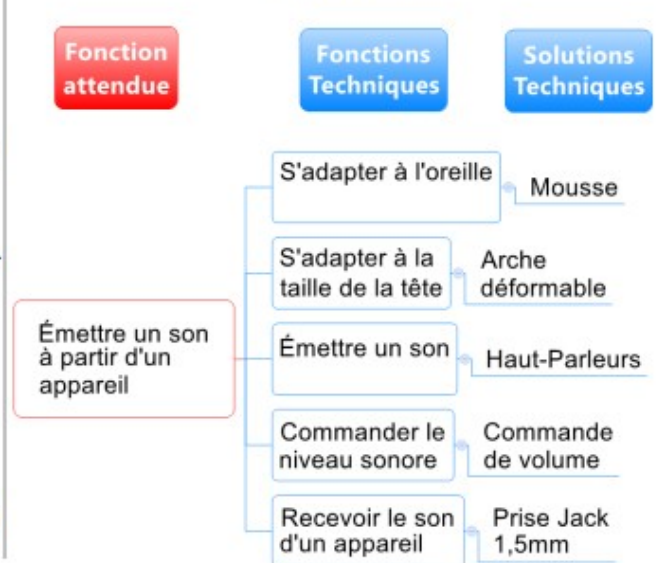 Fonction
attendue
Fonctions
Techniques
Solutions
Techniques
S'adapter à l'oreille
Mousse
S'adapter à la
taille de la tête
Arche
déformable
Émettre un son
à partir d'un
appareil
Émettre un son
Haut-Parleurs
Commander le
niveau sonore
Commande
de volume
Recevoir le son
d'un appareil
Prise Jack
1,5mm